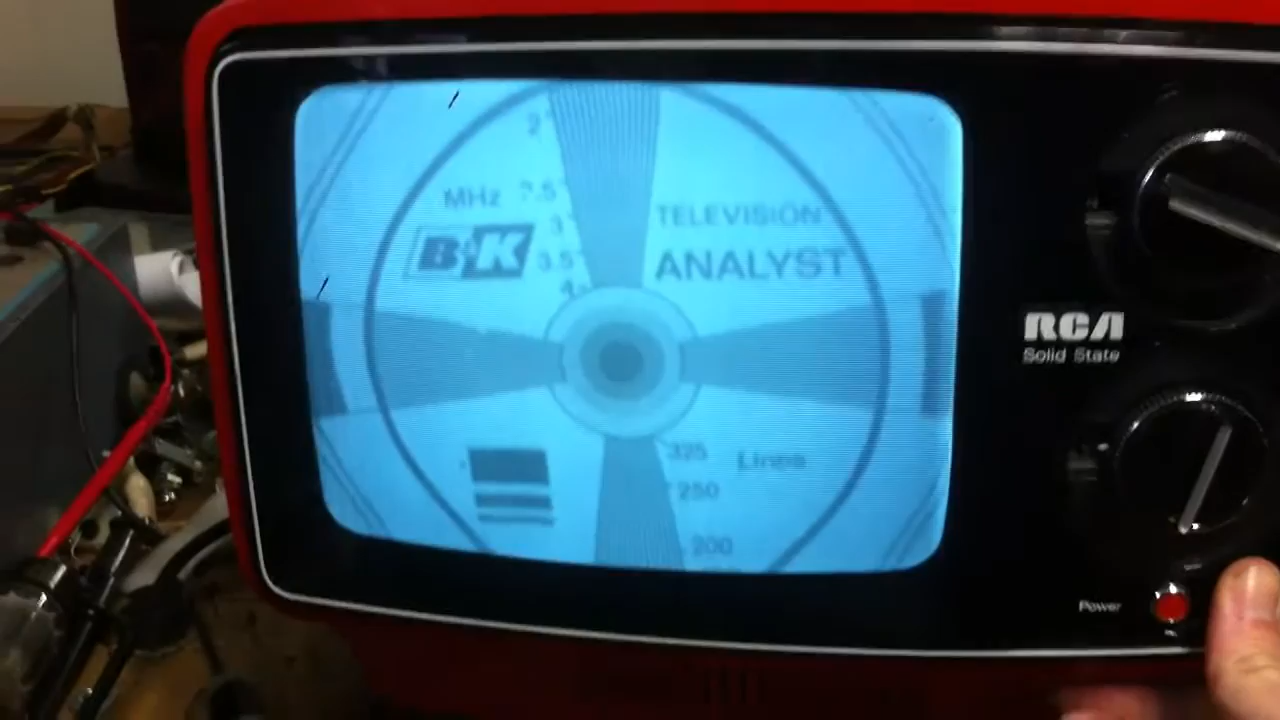 2
MHz 2.5
3
B&K
3.5
4
TELEVISION
ANALYST
325 Lines
250
200
RCA
Solid State
Power